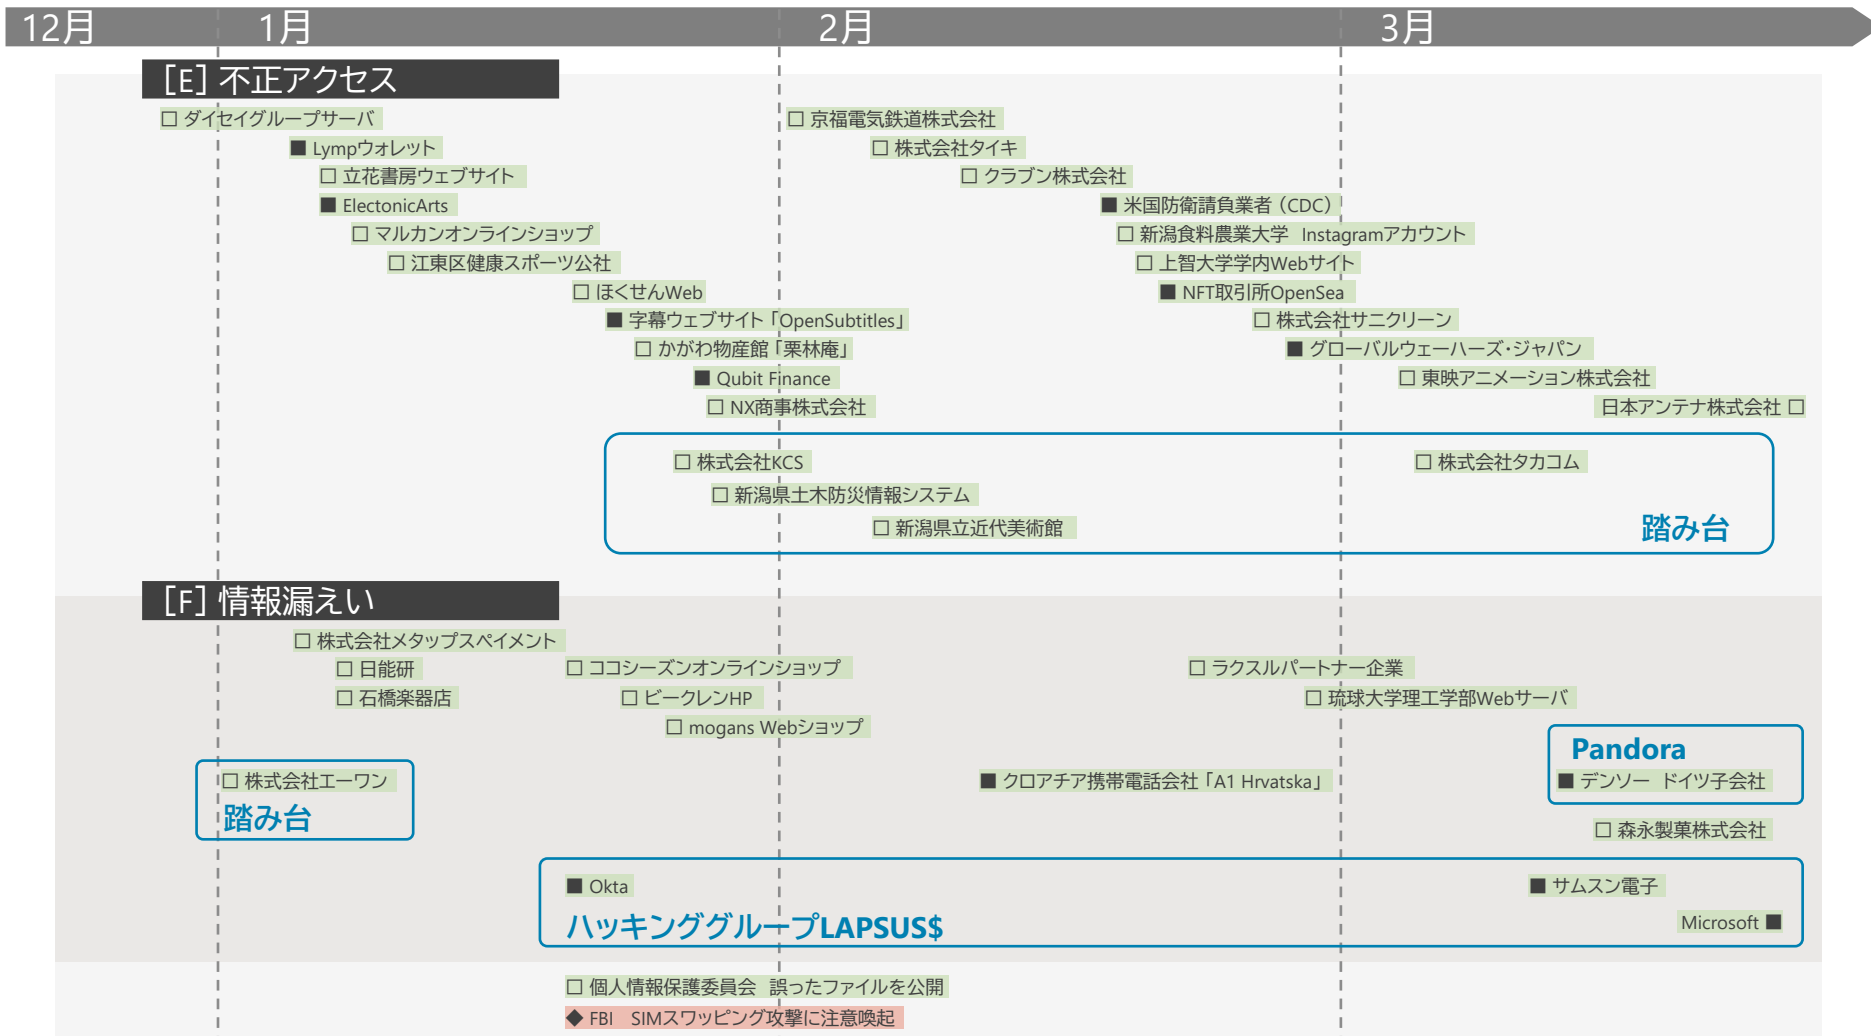 12月 1月 2月 3月
[E] 不正アクセス
□ ダイセイグループサーバ □ 京福電気鉄道株式会社
■ Lympウォレット □ 株式会社タイキ
□ 立花書房ウェブサイト □ クラブン株式会社
■ ElectonicArts ■ 米国防衛請負業者（CDC）
□ マルカンオンラインショップ □ 新潟食料農業大学 Instagramアカウント
□ 江東区健康スポーツ公社 □ 上智大学学内Webサイト
□ ほくせんWeb ■ NFT取引所OpenSea
■ 字幕ウェブサイト「OpenSubtitles」 □ 株式会社サニクリーン
□ かがわ物産館「栗林庵」 ■ グローバルウェーハーズ・ジャパン
■ Qubit Finance □ 東映アニメーション株式会社
□ NX商事株式会社 日本アンテナ株式会社 □
□ 株式会社KCS □ 株式会社タカコム
□ 新潟県土木防災情報システム
□ 新潟県立近代美術館 踏み台
[F] 情報漏えい
□ 株式会社メタップスペイメント
□ 日能研 □ ココシーズンオンラインショップ □ ラクスルパートナー企業
□ 石橋楽器店 □ ビークレンHP □ 琉球大学理工学部Webサーバ
□ mogans Webショップ
Pandora
□ 株式会社エーワン ■ クロアチア携帯電話会社「A1 Hrvatska」 ■ デンソー ドイツ子会社
踏み台
□ 森永製菓株式会社
■ Okta ■ サムスン電子
ハッキンググループLAPSUS$ Microsoft ■
□ 個人情報保護委員会 誤ったファイルを公開
◆ FBI SIMスワッピング攻撃に注意喚起